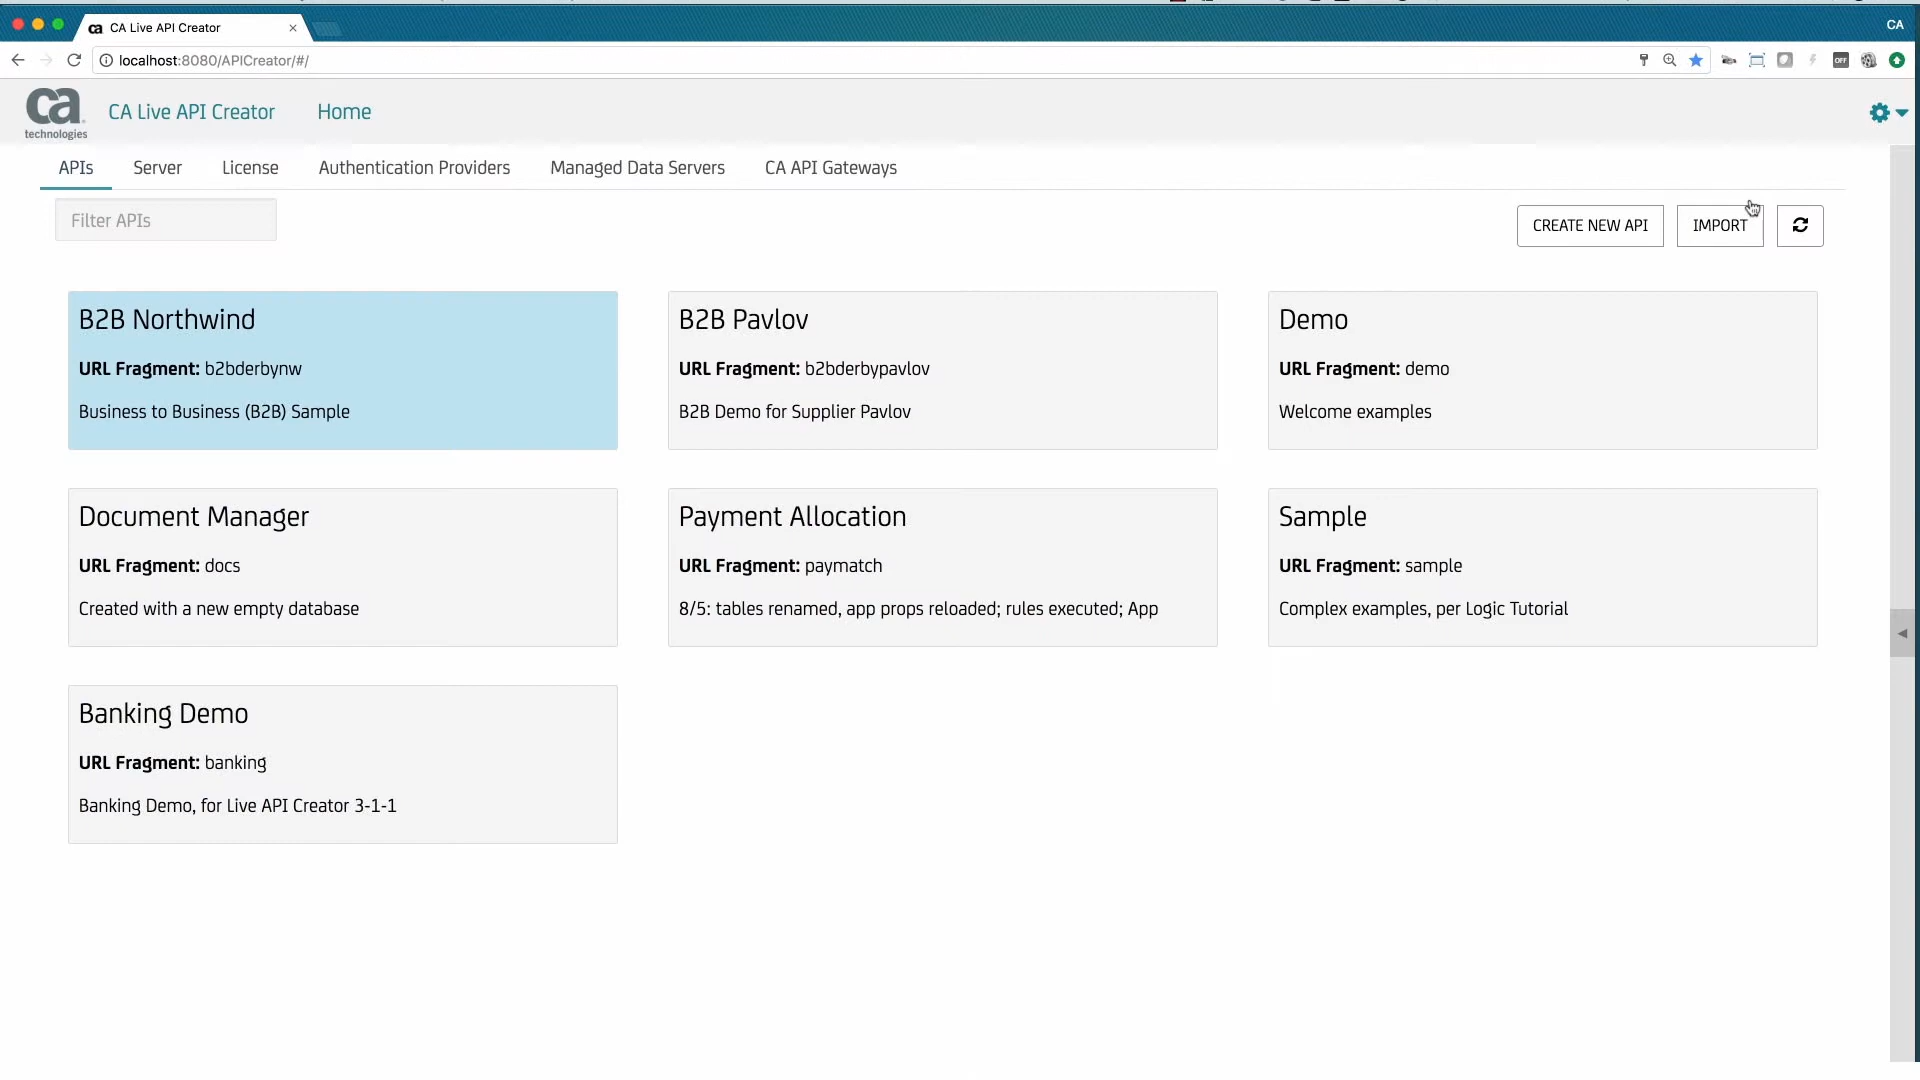 CA Live API Creator
CA
localhost:8080/APICreator/#/
OFF
ca
technologies
CA Live API Creator
Home
APIs
Server
License
Authentication Providers
Managed Data Servers
CA API Gateways
Filter APIs
CREATE NEW API
IMPORT
B2B Northwind
URL Fragment: b2bderbynw
Business to Business (B2B) Sample
B2B Pavlov
URL Fragment: b2bderbypavlov
B2B Demo for Supplier Pavlov
Demo
URL Fragment: demo
Welcome examples
Document Manager
URL Fragment: docs
Created with a new empty database
Payment Allocation
URL Fragment: paymatch
8/5: tables renamed, app props reloaded; rules executed; App
Sample
URL Fragment: sample
Complex examples, per Logic Tutorial
Banking Demo
URL Fragment: banking
Banking Demo, for Live API Creator 3-1-1